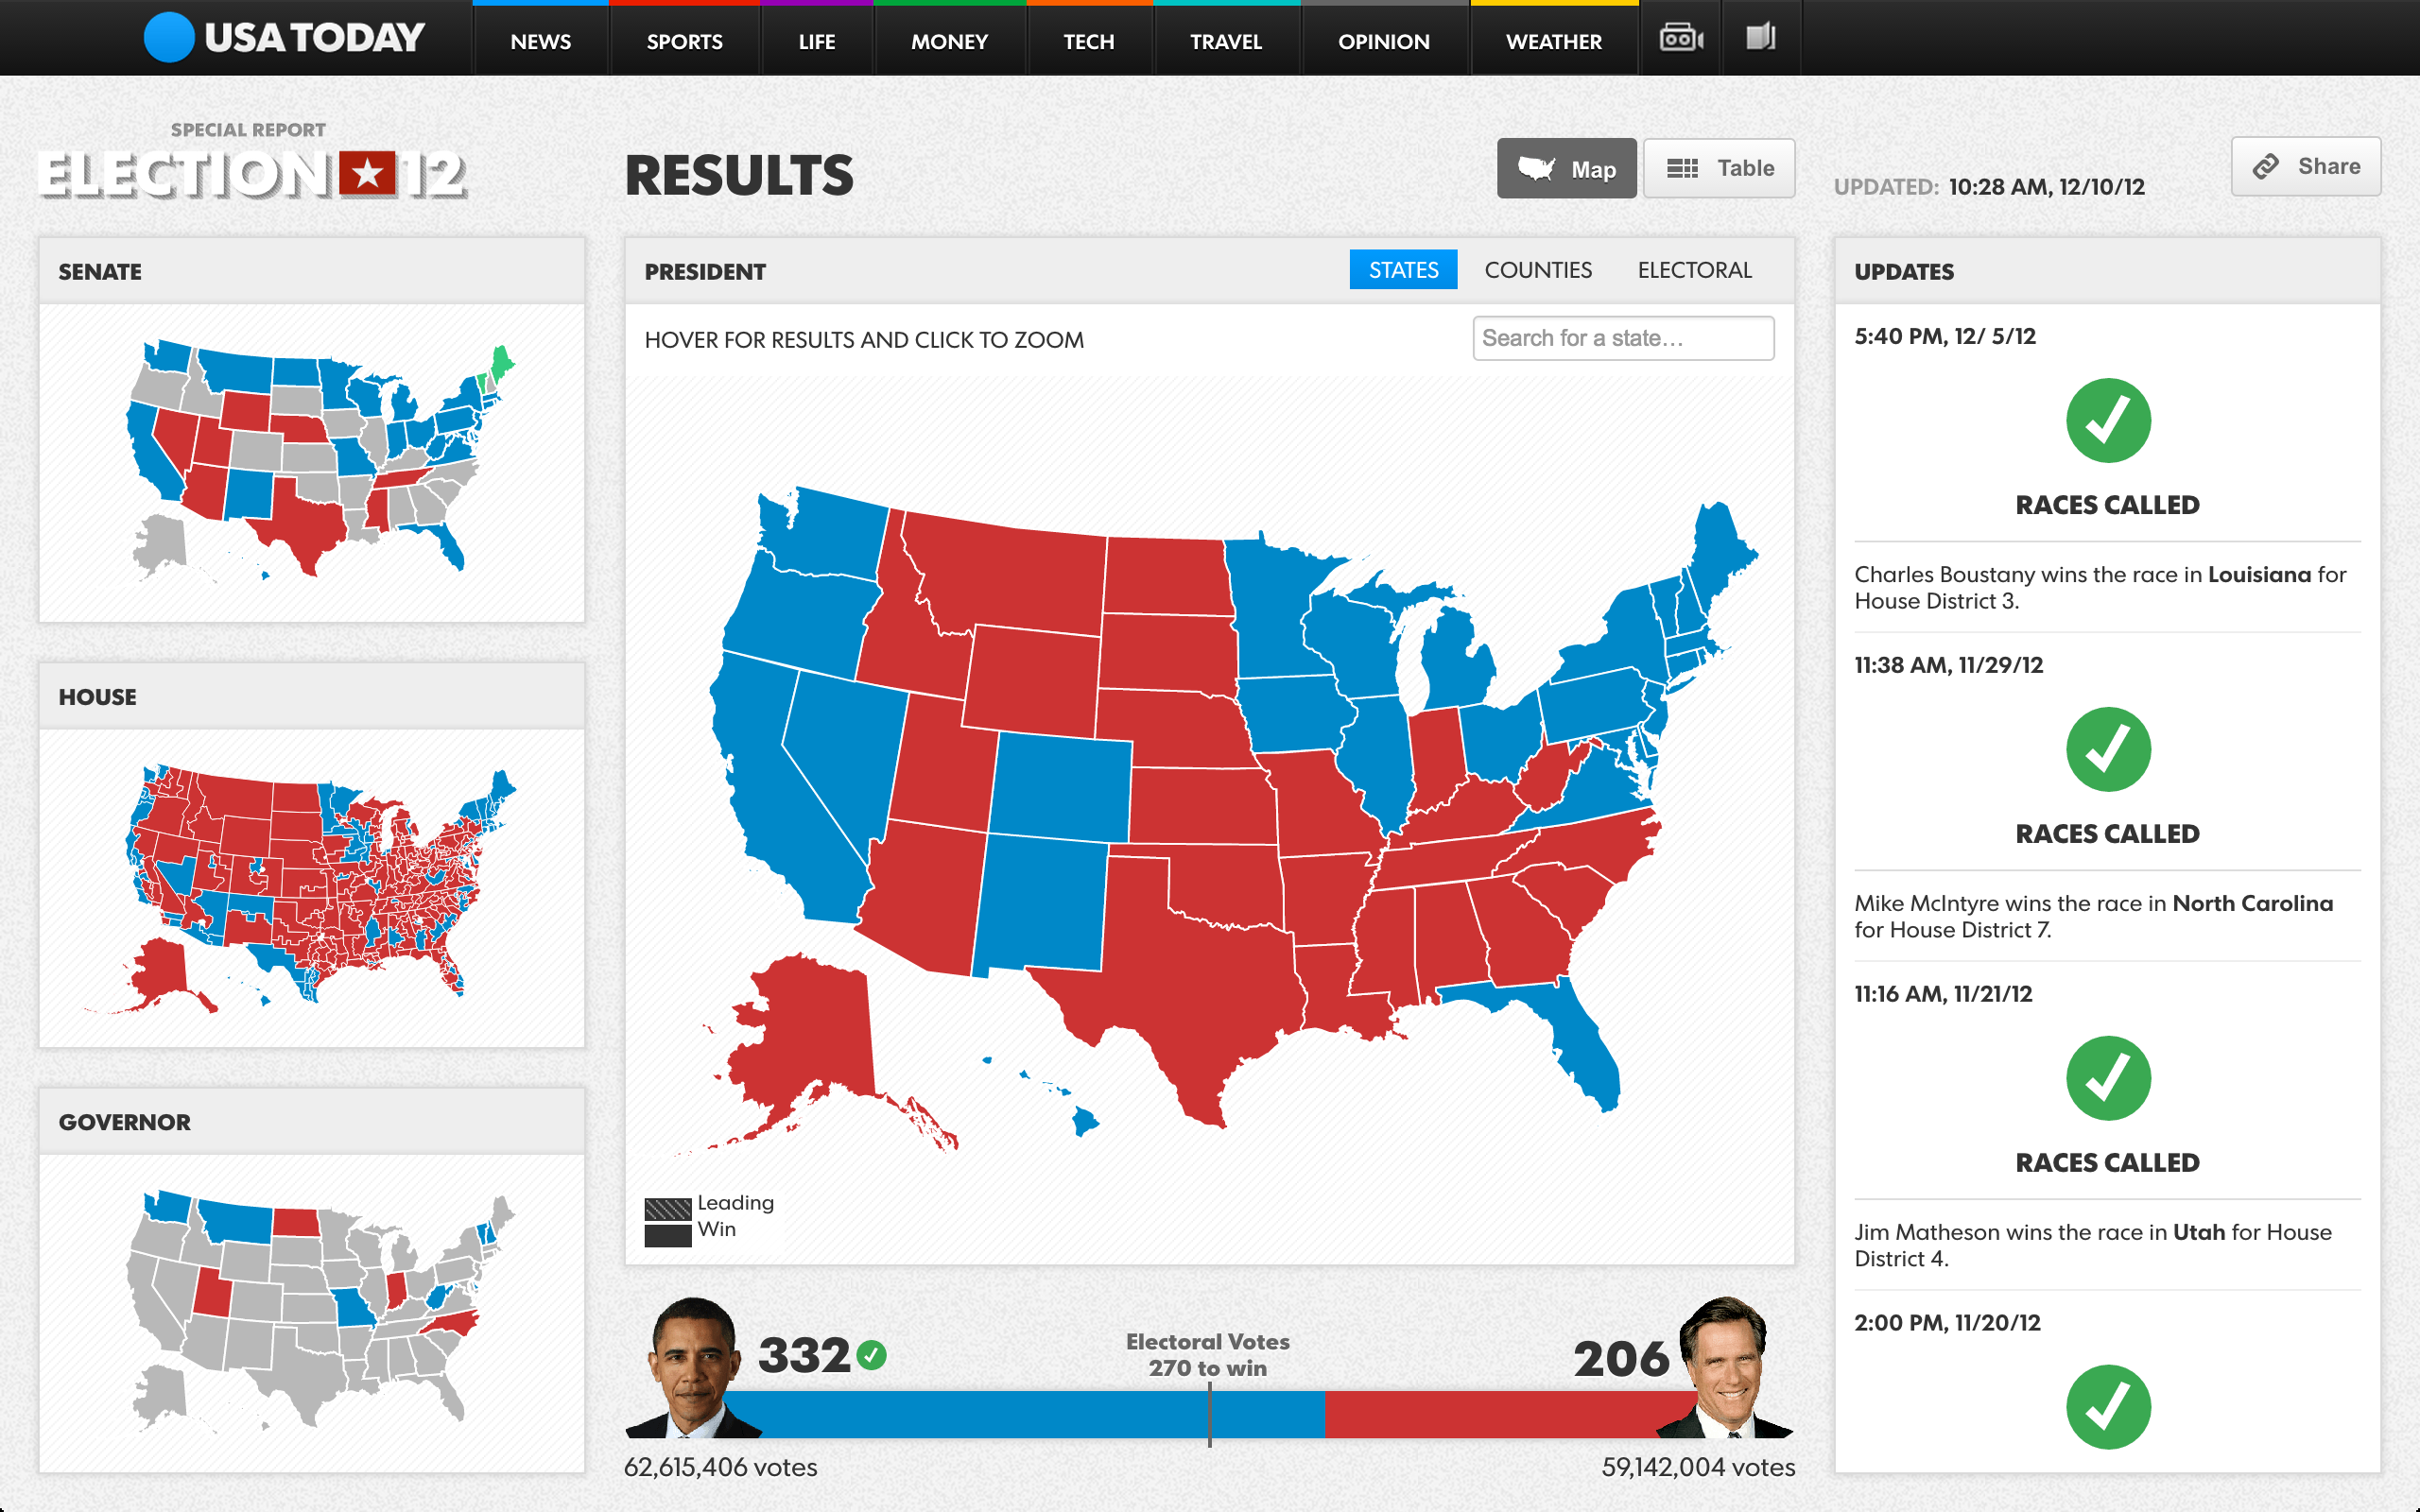 USA TODAY
NEWS
SPORTS
LIFE
MONEY
TECH
TRAVEL
OPINION
WEATHER
SPECIAL REPORT
ELECTION 12
RESULTS
Map
Table
UPDATED: 10:28 AM, 12/10/12
Share
SENATE
HOUSE
GOVERNOR
PRESIDENT
STATES
COUNTIES
ELECTORAL
HOVER FOR RESULTS AND CLICK TO ZOOM
Search for a state...
Leading
Win
332
Electoral Votes
270 to win
206
62,615,406 votes
59,142,004 votes
UPDATES
5:40 PM, 12/ 5/12
RACES CALLED
Charles Boustany wins the race in Louisiana for
House District 3.
11:38 AM, 11/29/12
RACES CALLED
Mike McIntyre wins the race in North Carolina
for House District 7.
11:16 AM, 11/21/12
RACES CALLED
Jim Matheson wins the race in Utah for House
District 4.
2:00 PM, 11/20/12